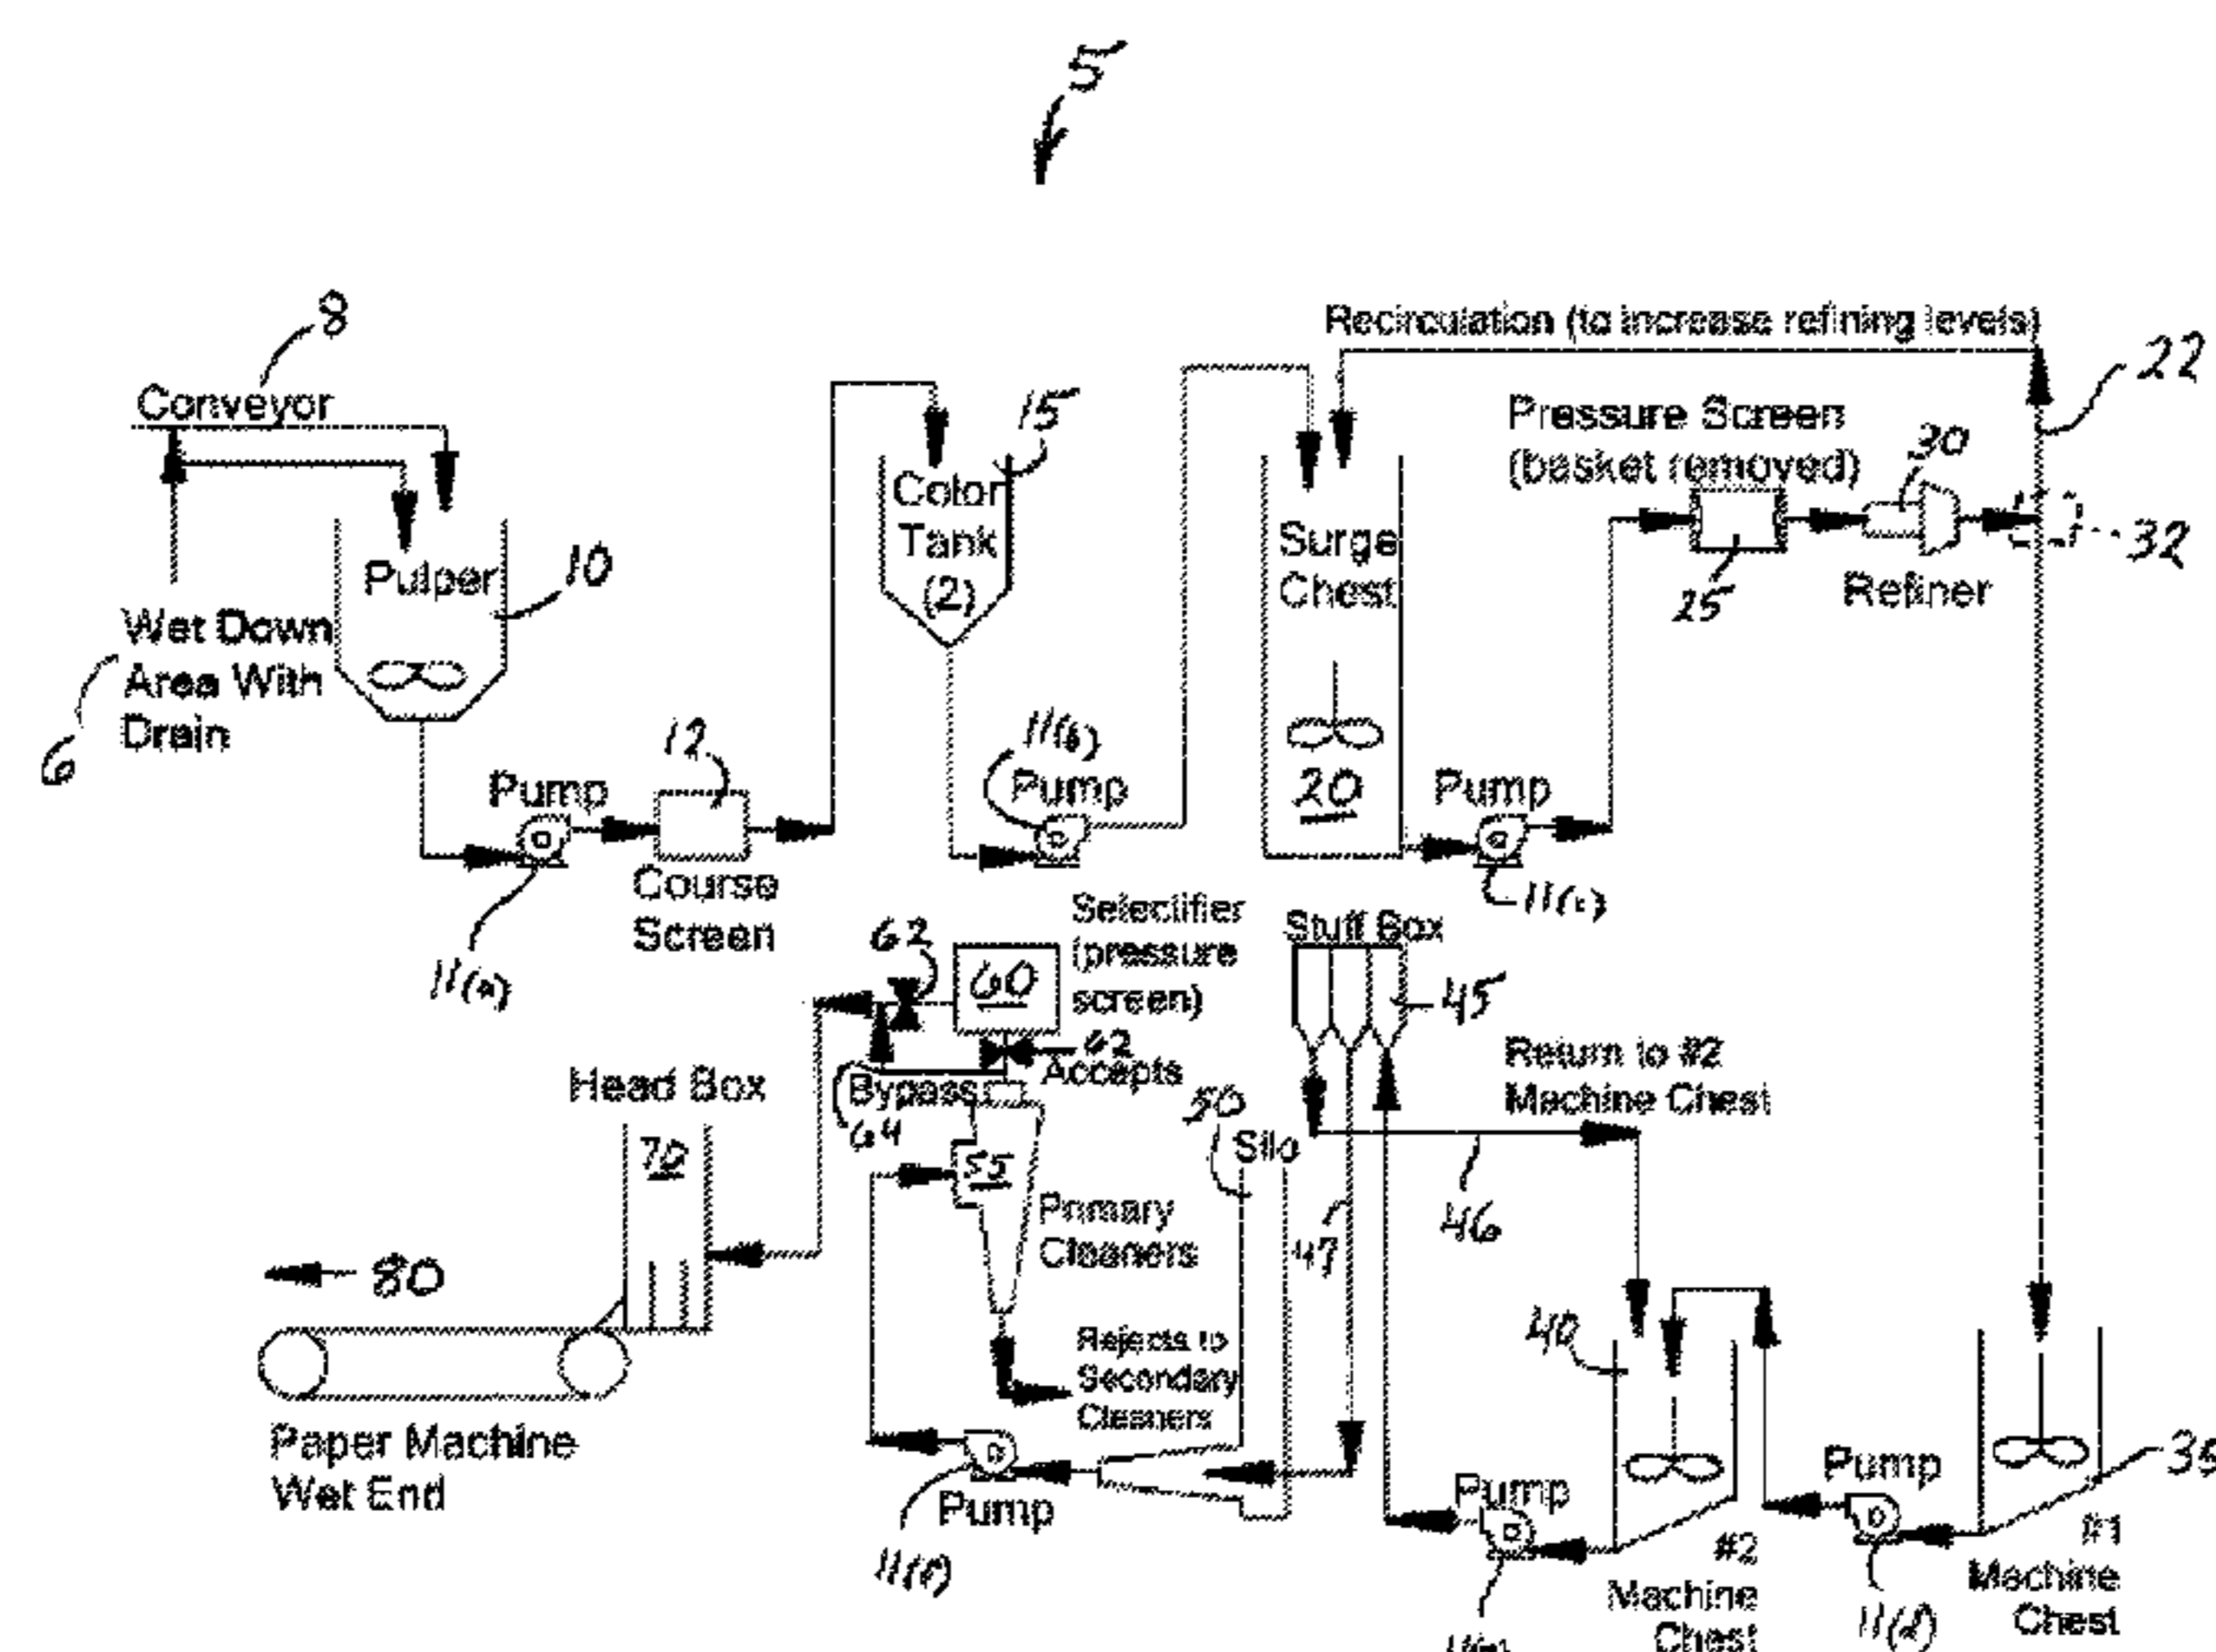 5
8
Conveyor
Recirculation (to increase refining levels)
22
15
Pressure Screen
(basket removed)
30
Color
Tank
(2)
Surge
Chest
20
Pulper
10
25
Refiner
32
Wet Down
Area With
Drain
6
12
Pump
11(a)
Course
Screen
11(b)
Pump
Pump
11(c)
Selectifier
(pressure
screen)
62
60
62
Accepts
Bypass
64
Stuff Box
45
Return to #2
Machine Chest
46
47
50
Silo
Head Box
70
55
Primary
Cleaners
80
Rejects to
Secondary
Cleaners
Paper Machine
Wet End
Pump
11(f)
40
Pump
#2
Machine
Chest
Pump
11(d)
35
#1
Machine
Chest